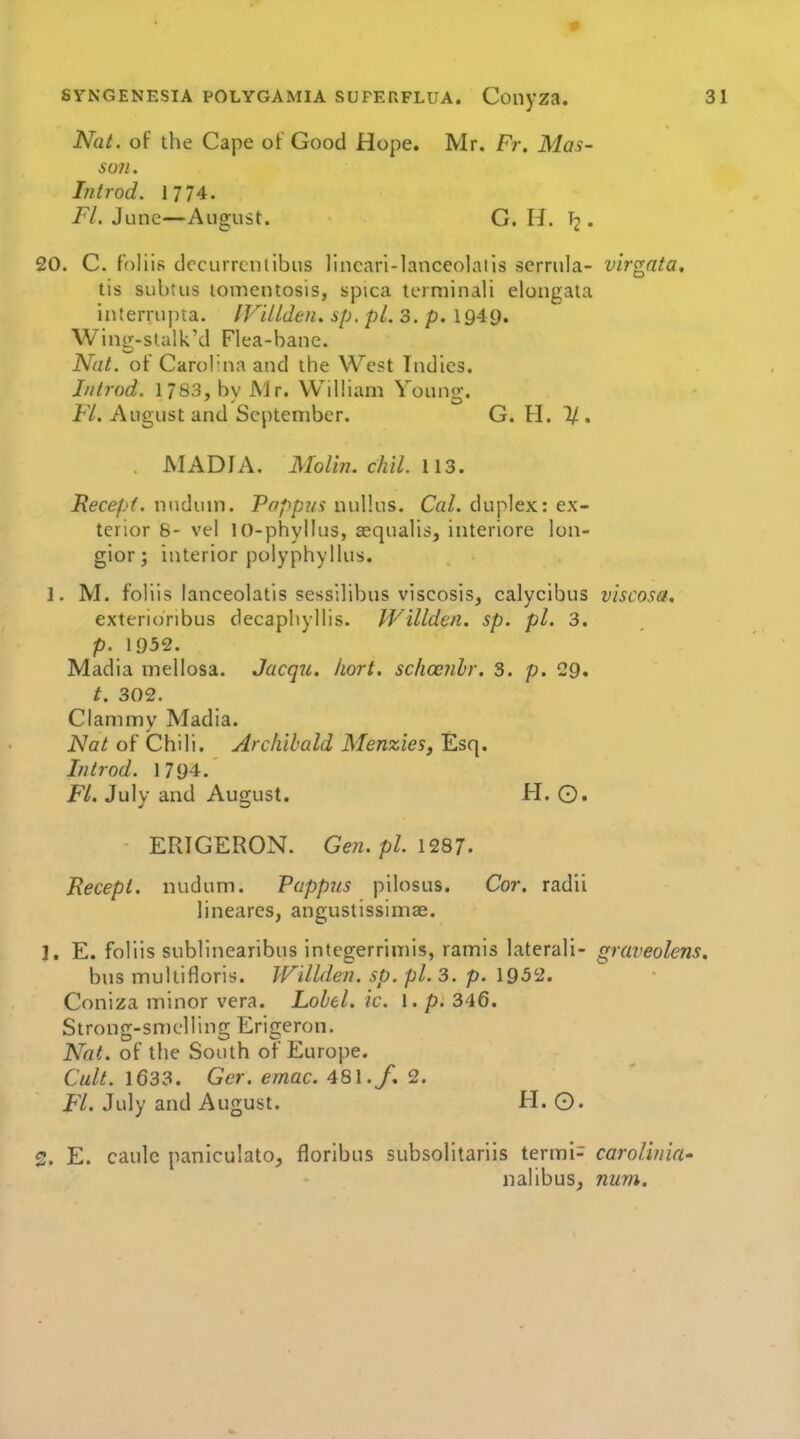 SYNGENESIA POLYGAMIA SUPERFLUA. Conyza. 31
Nat. of the Cape of Good Hope. Mr. Fr. Mas-
son.
Introd. 1774.
Fl. June—August. G. H. ♄.
20. C. foliis decurrentibus lineari-lanceolatis serrula- virgata.
tis subtus tomentosis, spica terminali elongata
interrupta. Willden. sp. pl. 3. p. 1949.
Wing-stalk'd Flea-bane.
Nat. of Carolina and the West Indies.
Introd. 1783, by Mr. William Young.
Fl. August and September. G. H. ♃.
MADIA. Molin. chil. 113.
Recept. nudum. Pappus nullus. Cal. duplex: ex-
terior 8- vel 10-phyllus, æqualis, interiore lon-
gior; interior polyphyllus.
1. M. foliis lanceolatis sessilibus viscosis, calycibus viscosa.
exterioribus decaphyllis. Willden. sp. pl. 3.
p. 1952.
Madia mellosa. Jacqu. hort. schœnbr. 3. p. 29.
t. 302.
Clammy Madia.
Nat of Chili. Archibald Menzies, Esq.
Introd. 1794.
Fl. July and August. H. ☉.
ERIGERON. Gen. pl. 1287.
Recept. nudum. Pappus pilosus. Cor. radii
lineares, angustissimæ.
1. E. foliis sublinearibus integerrimis, ramis laterali- graveolens.
bus multifloris. Willden. sp. pl. 3. p. 1952.
Coniza minor vera. Lobel. ic. 1. p. 346.
Strong-smelling Erigeron.
Nat. of the South of Europe.
Cult. 1633. Ger. emac. 481. f. 2.
Fl. July and August. H. ☉.
2. E. caule paniculato, floribus subsolitariis termi- carolinia-
nalibus, num.